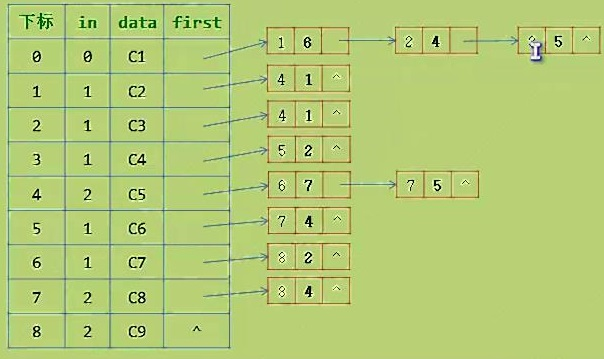 下标 in data first
0 0 C1 1 6 2 4 5 ^
1 1 C2 4 1 ^
2 1 C3 4 1 ^
3 1 C4 5 2 ^
4 2 C5 6 7 7 5 ^
5 1 C6 7 4 ^
6 1 C7 8 2 ^
7 2 C8 8 4 ^
8 2 C9 ^